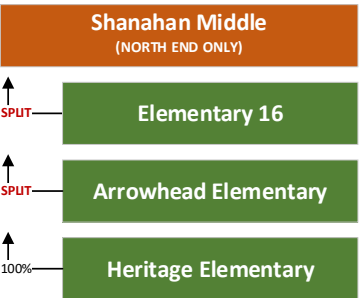 Shanahan Middle
(NORTH END ONLY)
SPLIT
Elementary 16
SPLIT
Arrowhead Elementary
100%
Heritage Elementary